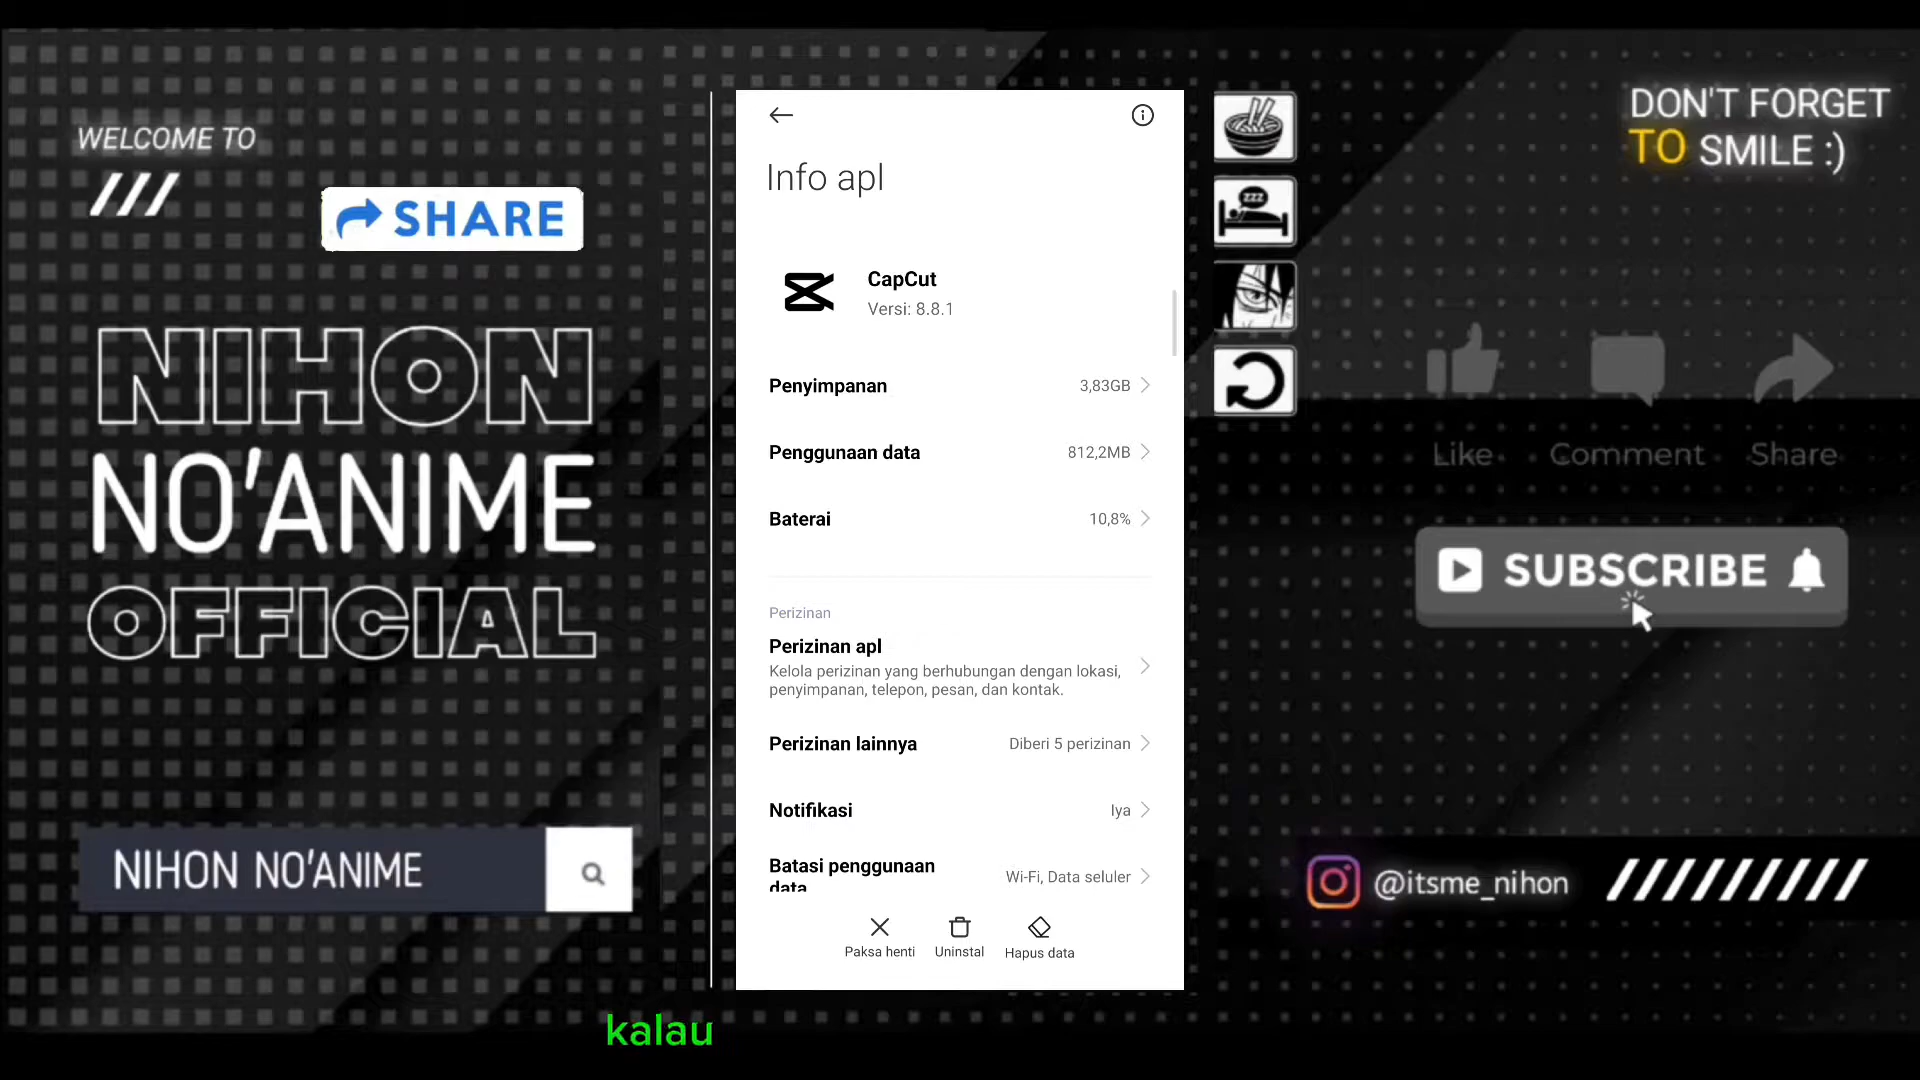 WELCOME TO
SHARE
NIHON
NO'ANIME
OFFICIAL
NIHON NO'ANIME
Info apl
CapCut
Versi: 8.8.1
Penyimpanan 3,83GB
Penggunaan data 812,2MB
Baterai 10,8%
Perizinan
Perizinan apl
Kelola perizinan yang berhubungan dengan lokasi,
penyimpanan, telepon, pesan, dan kontak.
Perizinan lainnya Diberi 5 perizinan
Notifikasi Iya
Batasi penggunaan
data Wi-Fi, Data seluler
Paksa henti Uninstal Hapus data
zzz
DON'T FORGET
TO SMILE :)
Like Comment Share
SUBSCRIBE
@itsme_nihon
kalau